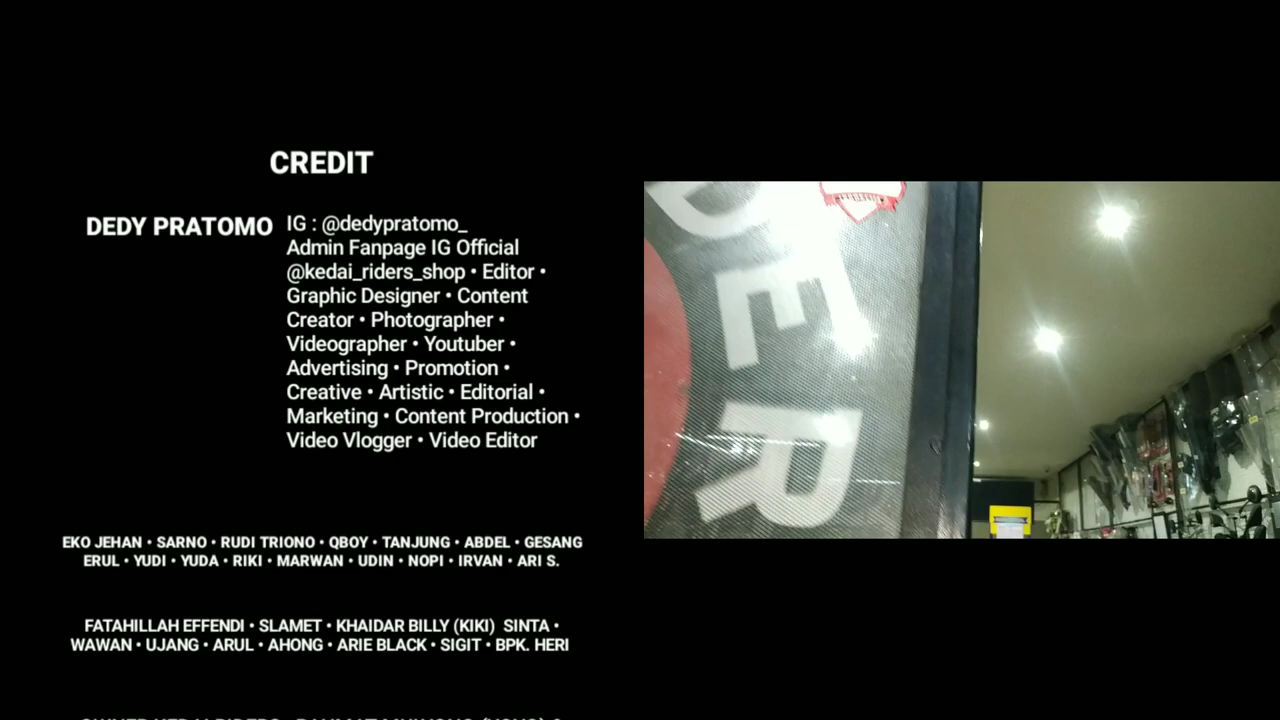 CREDIT
DEDY PRATOMO
IG : @dedypratomo_
Admin Fanpage IG Official
@kedai_riders_shop • Editor •
Graphic Designer • Content
Creator • Photographer •
Videographer • Youtuber •
Advertising • Promotion •
Creative • Artistic • Editorial •
Marketing • Content Production •
Video Vlogger • Video Editor
EKO JEHAN • SARNO • RUDI TRIONO • QBOY • TANJUNG • ABDEL • GESANG
ERUL • YUDI • YUDA • RIKI • MARWAN • UDIN • NOPI • IRVAN • ARI S.
FATAHILLAH EFFENDI • SLAMET • KHAIDAR BILLY (KIKI) SINTA •
WAWAN • UJANG • ARUL • AHONG • ARIE BLACK • SIGIT • BPK. HERI
DER